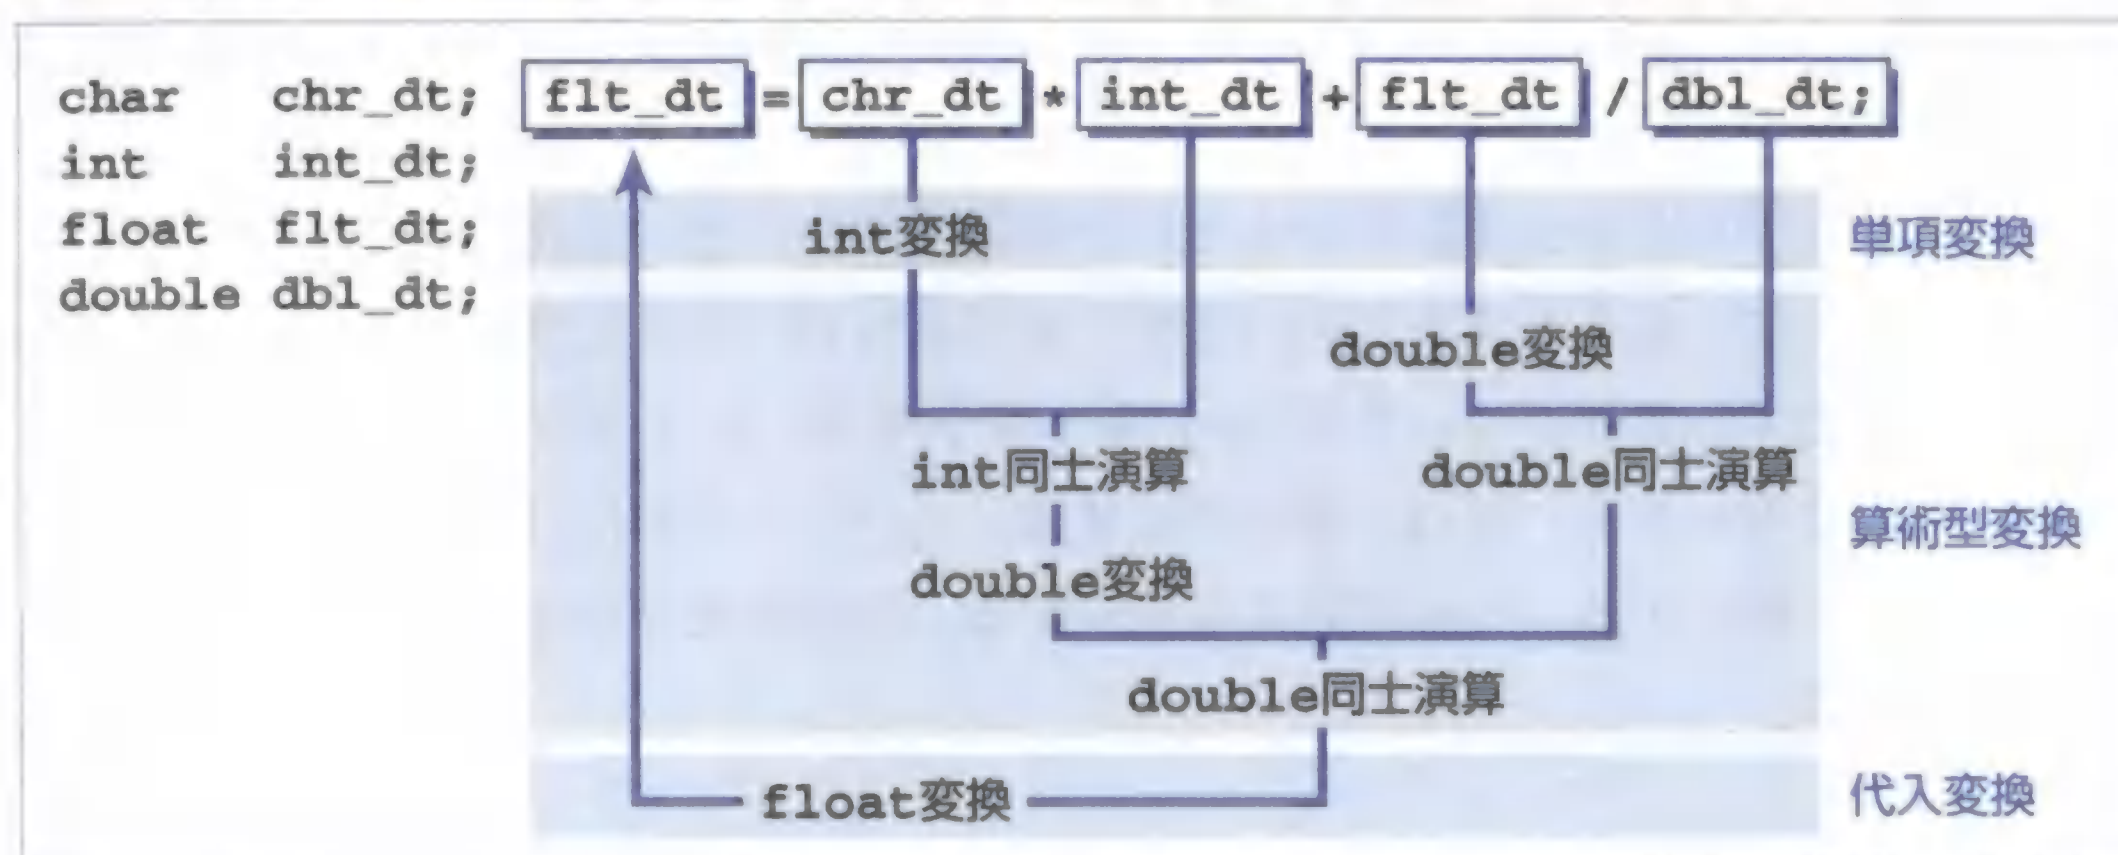 char chr_dt; flt_dt = chr_dt * int_dt + flt_dt / dbl_dt;
int int_dt;
float flt_dt;
double dbl_dt;
int変換 単項変換
double変換
int同士演算 double同士演算
算術型変換
double変換
double同士演算
float変換 代入変換